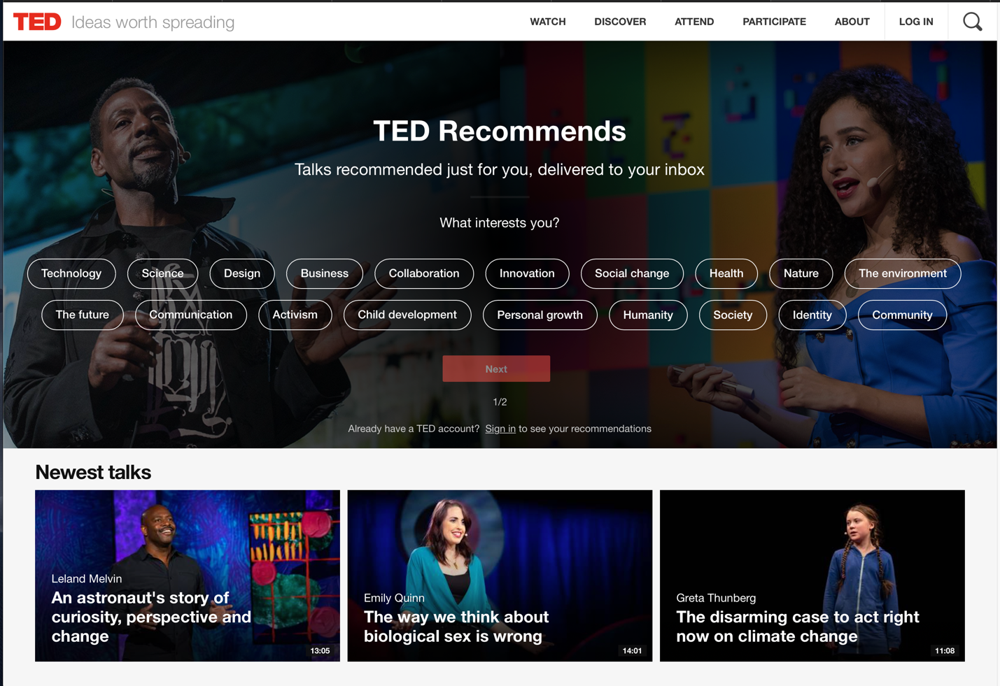 TED Ideas worth spreading
WATCH DISCOVER ATTEND PARTICIPATE ABOUT LOG IN
TED Recommends
Talks recommended just for you, delivered to your inbox
What interests you?
Technology Science Design Business Collaboration Innovation Social change Health Nature The environment
The future Communication Activism Child development Personal growth Humanity Society Identity Community
Next
1/2
Already have a TED account? Sign in to see your recommendations
Newest talks
Leland Melvin
An astronaut's story of
curiosity, perspective and
change
13:05
Emily Quinn
The way we think about
biological sex is wrong
14:01
Greta Thunberg
The disarming case to act right
now on climate change
11:08